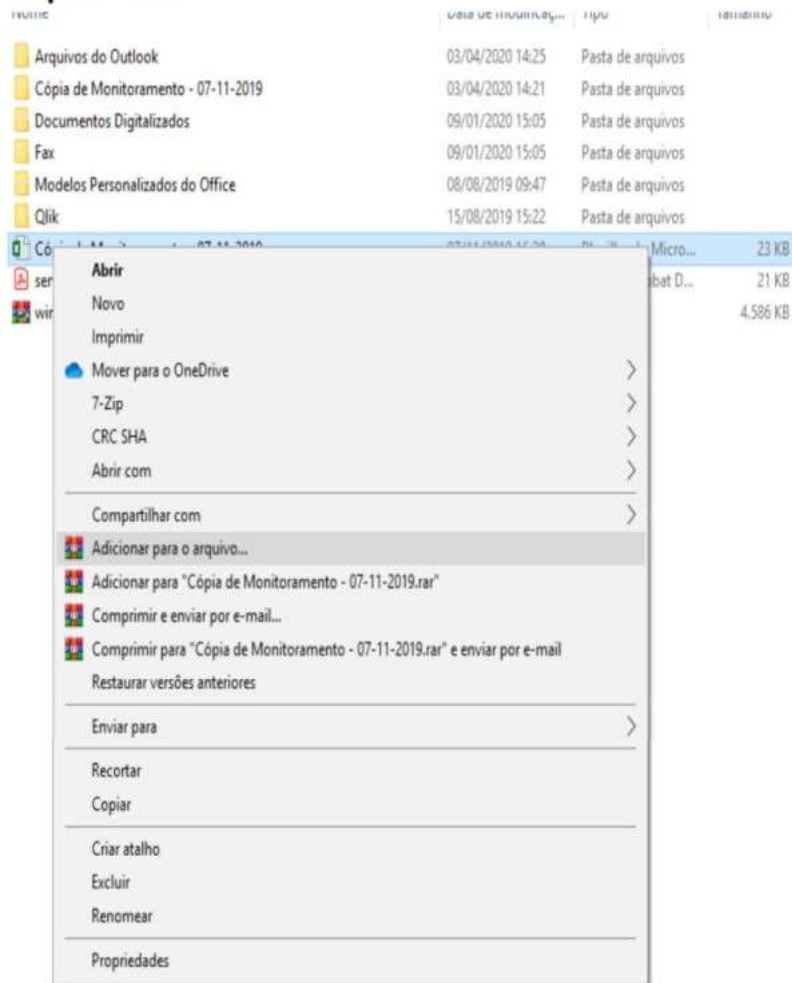 Arquivos do Outlook 03/04/2020 14:25 Pasta de arquivos
Cópia de Monitoramento - 07-11-2019 03/04/2020 14:21 Pasta de arquivos
Documentos Digitalizados 09/01/2020 15:05 Pasta de arquivos
Fax 09/01/2020 15:05 Pasta de arquivos
Modelos Personalizados do Office 08/08/2019 09:47 Pasta de arquivos
Qlik 15/08/2019 15:22 Pasta de arquivos
Micro... 23 KB
ser bat D... 21 KB
wir 4.586 KB
Abrir
Novo
Imprimir
Mover para o OneDrive
7-Zip
CRC SHA
Abrir com
Compartilhar com
Adicionar para o arquivo...
Adicionar para "Cópia de Monitoramento - 07-11-2019.rar"
Comprimir e enviar por e-mail...
Comprimir para "Cópia de Monitoramento - 07-11-2019.rar" e enviar por e-mail
Restaurar versões anteriores
Enviar para
Recortar
Copiar
Criar atalho
Excluir
Renomear
Propriedades